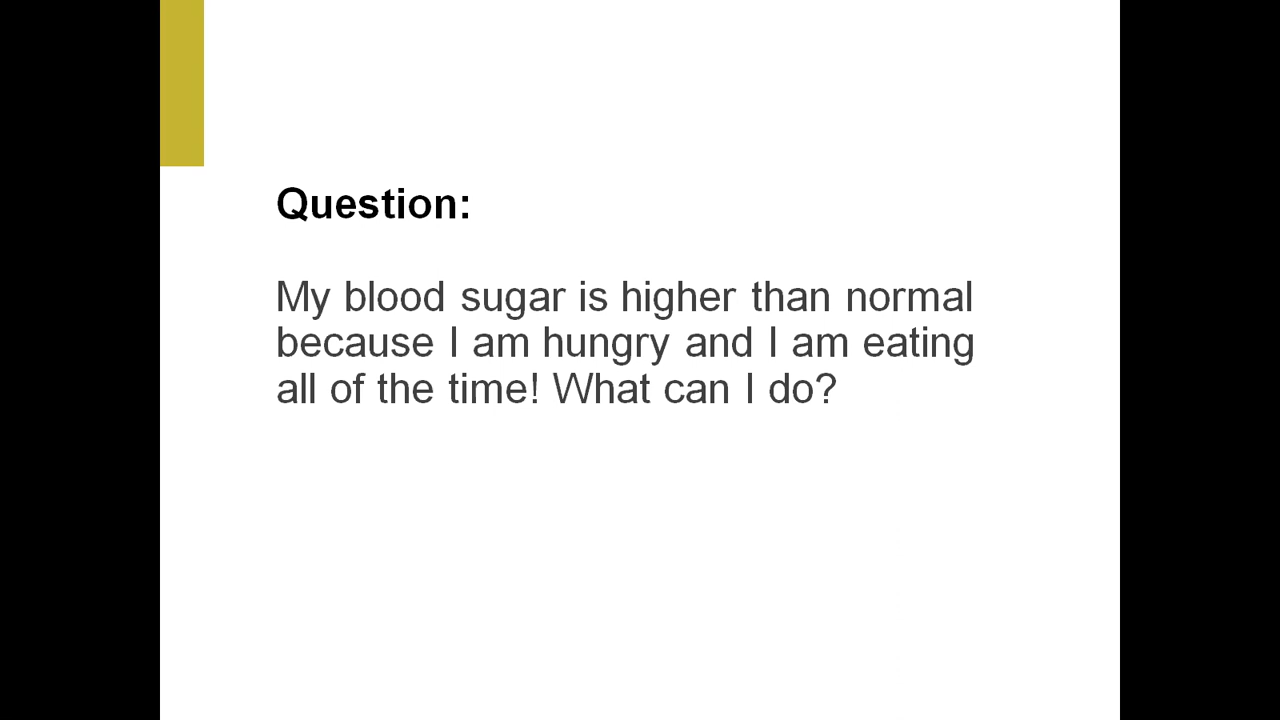 Question:
My blood sugar is higher than normal
because I am hungry and I am eating
all of the time! What can I do?